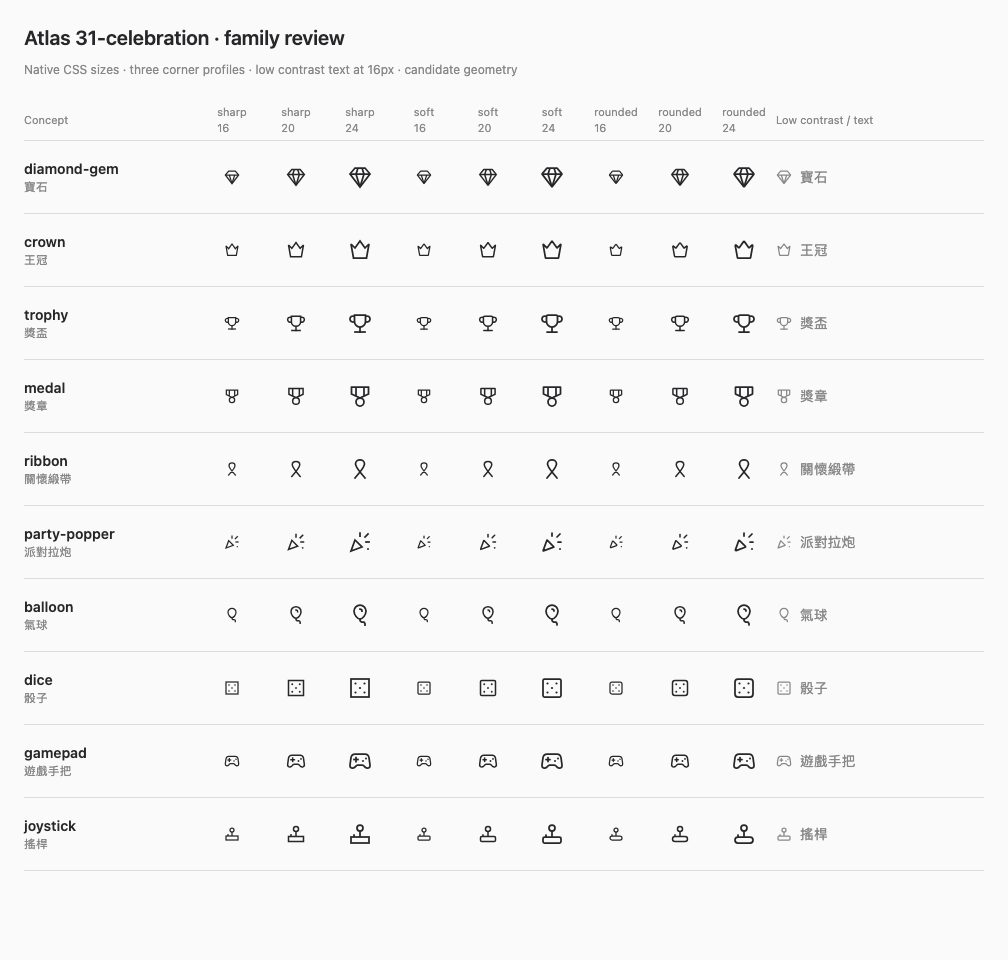 Atlas 31-celebration · family review
Native CSS sizes · three corner profiles · low contrast text at 16px · candidate geometry
Concept sharp 16 sharp 20 sharp 24 soft 16 soft 20 soft 24 rounded 16 rounded 20 rounded 24 Low contrast / text
diamond-gem
寶石
寶石
crown
王冠
王冠
trophy
獎盃
獎盃
medal
獎章
獎章
ribbon
關懷緞帶
關懷緞帶
party-popper
派對拉炮
派對拉炮
balloon
氣球
氣球
dice
骰子
骰子
gamepad
遊戲手把
遊戲手把
joystick
搖桿
搖桿